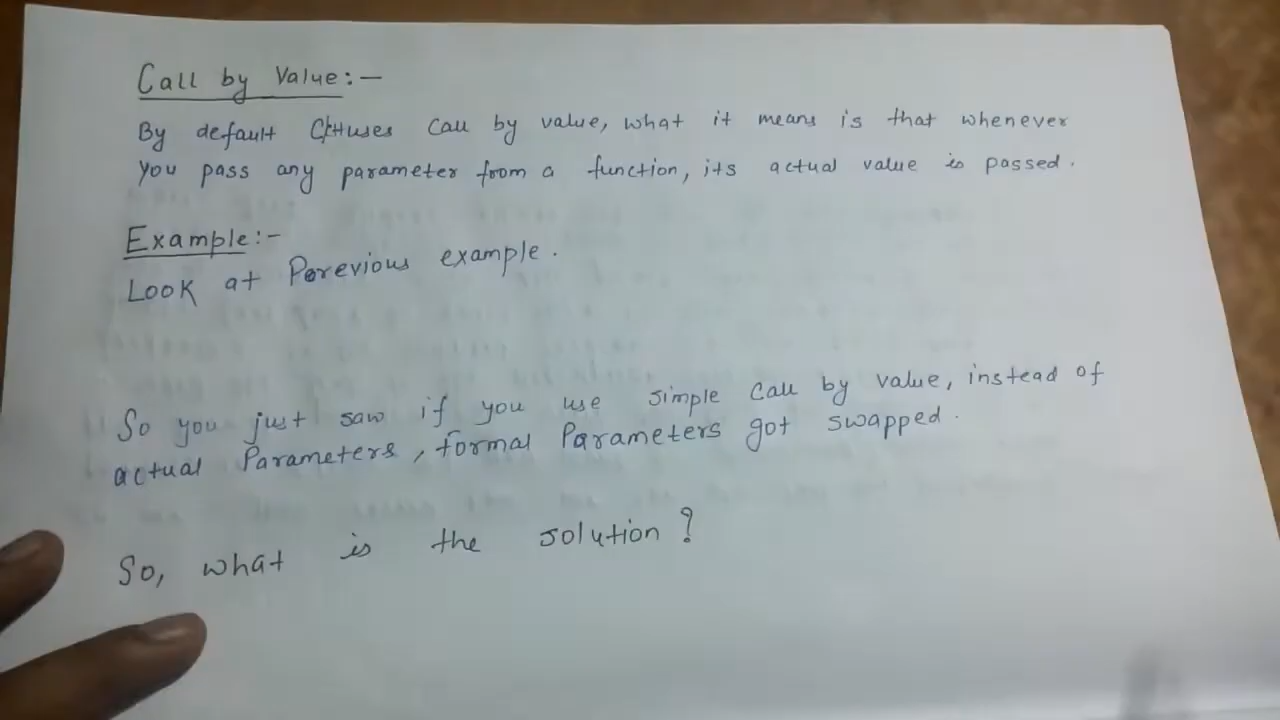 Call by Value:-
By default C++ uses Call by value, what it means is that whenever
you pass any parameter from a function, its actual value is passed.
Example:-
Look at Porevious example.
So you just saw if you use simple Call by value, instead of
actual Parameters, formal Parameters got swapped.
So, what is the solution?